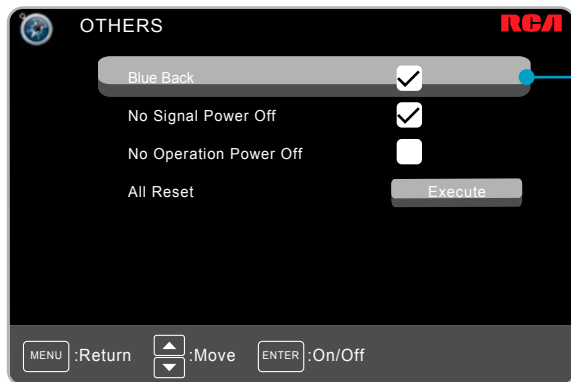 OTHERS RCA
Blue Back
No Signal Power Off
No Operation Power Off
All Reset Execute
MENU :Return :Move ENTER :On/Off